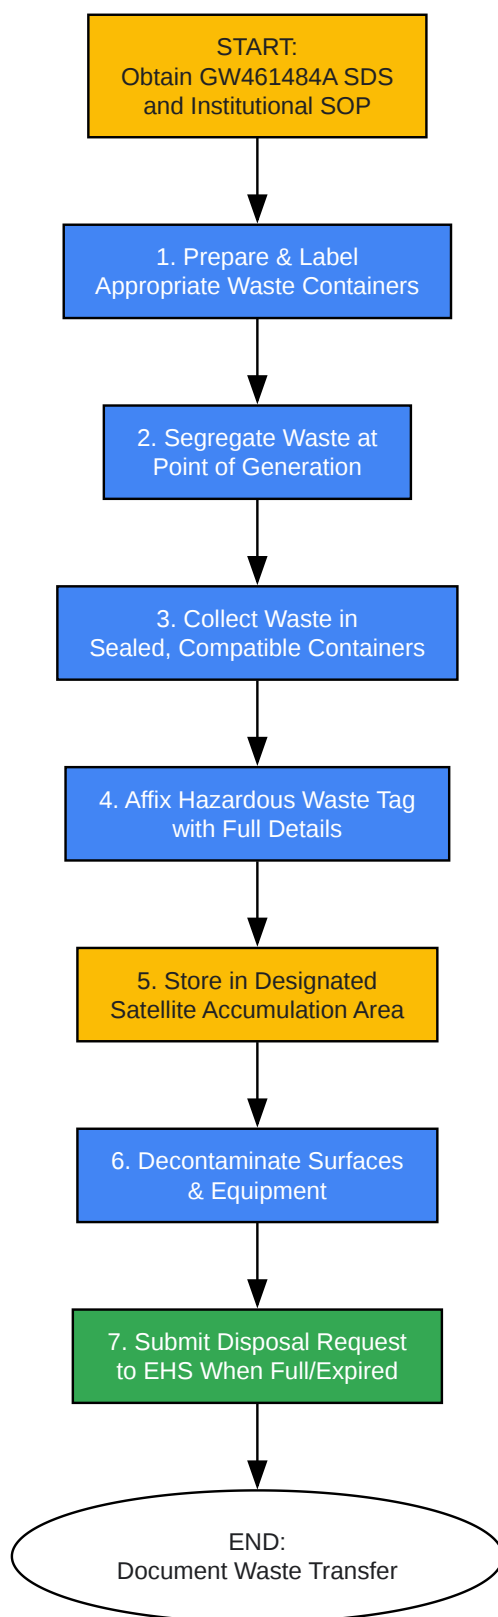 START:
Obtain GW461484A SDS
and Institutional SOP
1. Prepare & Label
Appropriate Waste Containers
2. Segregate Waste at
Point of Generation
3. Collect Waste in
Sealed, Compatible Containers
4. Affix Hazardous Waste Tag
with Full Details
5. Store in Designated
Satellite Accumulation Area
6. Decontaminate Surfaces
& Equipment
7. Submit Disposal Request
to EHS When Full/Expired
END:
Document Waste Transfer